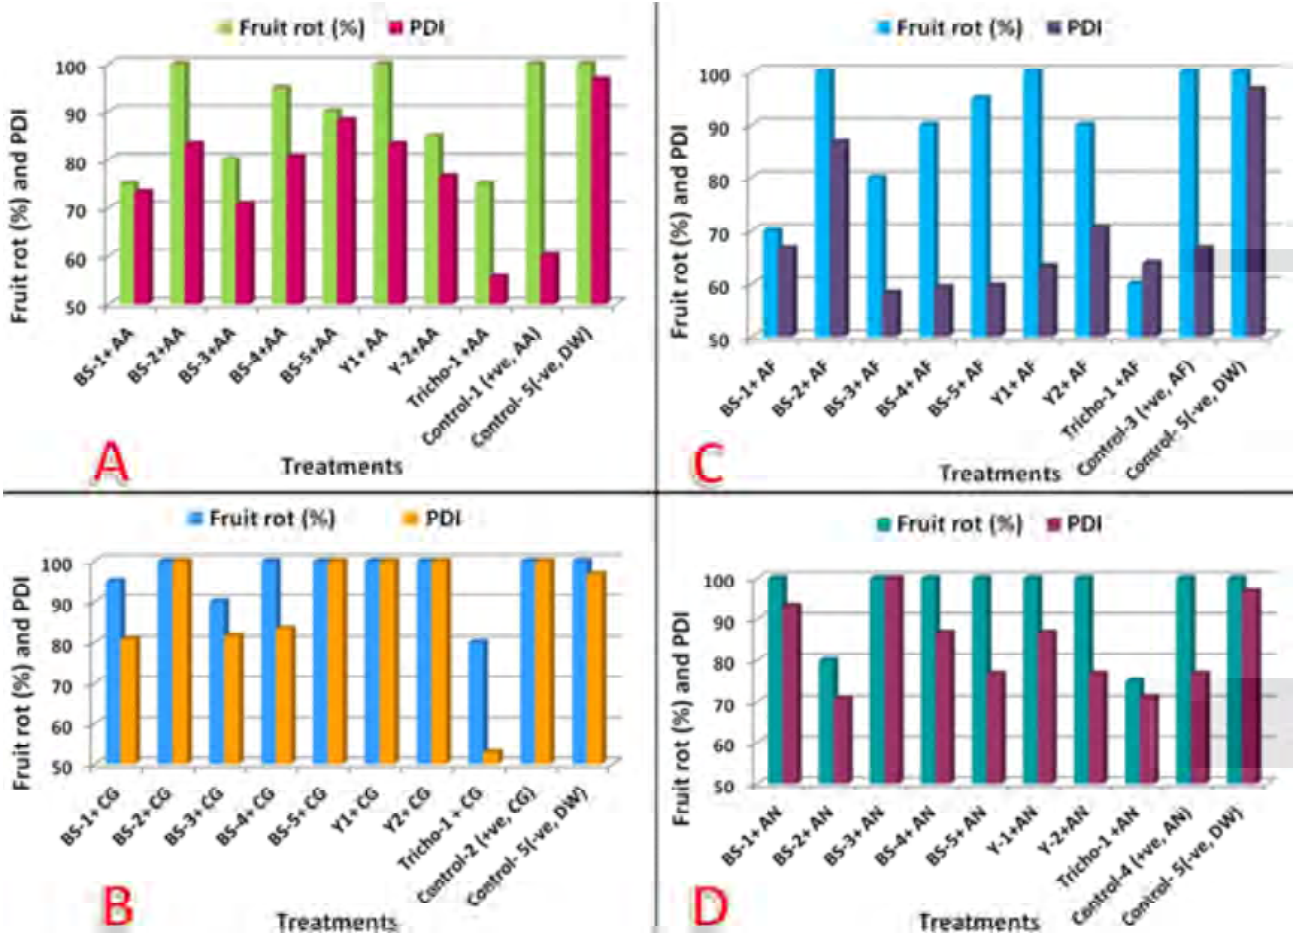 Fruit rot (%) PDI
Fruit rot (%) and PDI
100
90
80
70
60
50
BS-1+ AA
BS-2+AA
BS-3+AA
BS-4+AA
BS-5+AA
Y1+ AA
Y-2+AA
Tricho-1 +AA
Control-1 (+ve, AA)
Control- 5(-ve, DW)
A
Treatments
Fruit rot (%) PDI
Fruit rot (%) and PDI
100
90
80
70
60
50
BS-1+ AF
BS-2+ AF
BS-3+ AF
BS-4+ AF
BS-5+ AF
Y1+ AF
Y2+ AF
Tricho-1 +AF
Control-3 (+ve, AF)
Control- 5(-ve, DW)
C
Treatments
Fruit rot (%) PDI
Fruit rot (%) and PDI
100
90
80
70
60
50
BS-1+ CG
BS-2+CG
BS-3+ CG
BS-4+ CG
BS-5+ CG
Y1+ CG
Y2+ CG
Tricho-1 + CG
Control-2 (+ve, CG)
Control- 5(-ve, DW)
B
Treatments
Fruit rot (%) PDI
Fruit rot (%) and PDI
100
90
80
70
60
50
BS-1+ AN
BS-2+ AN
BS-3+ AN
BS-4+ AN
BS-5+ AN
Y-1+AN
Y-2+AN
Tricho-1 +AN
Control-4 (+ve, AN)
Control- 5(-ve, DW)
D
Treatments